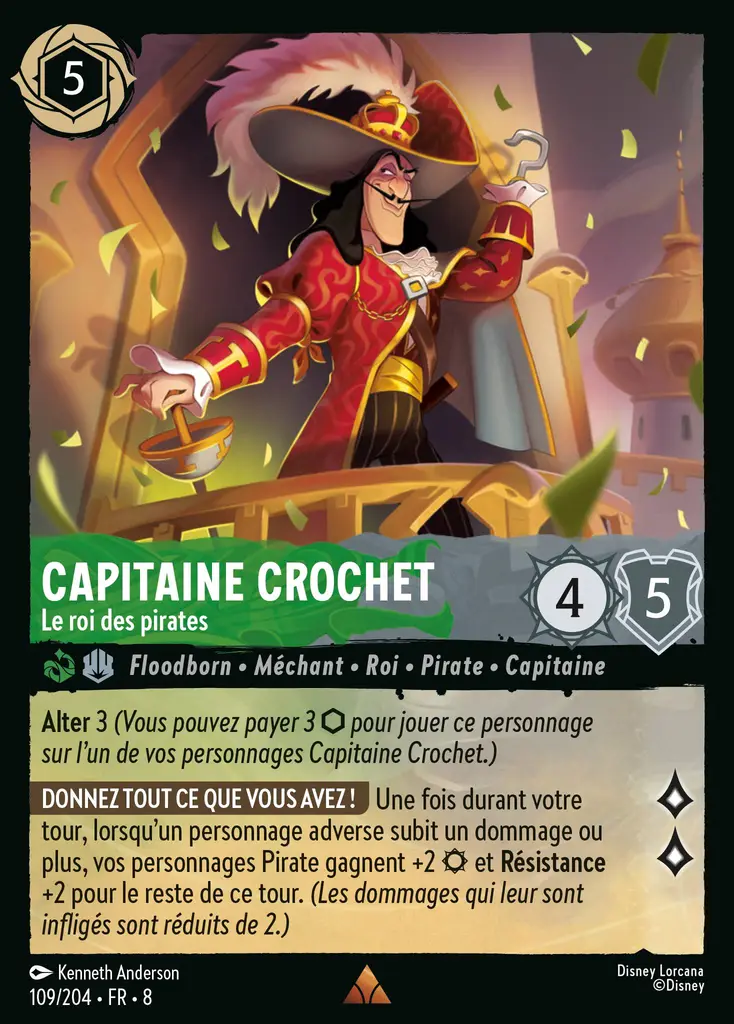 5
CAPITAINE CROCHET
Le roi des pirates
4
5
Floodborn • Méchant • Roi • Pirate • Capitaine
Alter 3 (Vous pouvez payer 3 pour jouer ce personnage
sur l'un de vos personnages Capitaine Crochet.)
DONNEZ TOUT CE QUE VOUS AVEZ ! Une fois durant votre
tour, lorsqu'un personnage adverse subit un dommage ou
plus, vos personnages Pirate gagnent +2 et Résistance
+2 pour le reste de ce tour. (Les dommages qui leur sont
infligés sont réduits de 2.)
Kenneth Anderson
109/204 • FR • 8
Disney Lorcana
©Disney